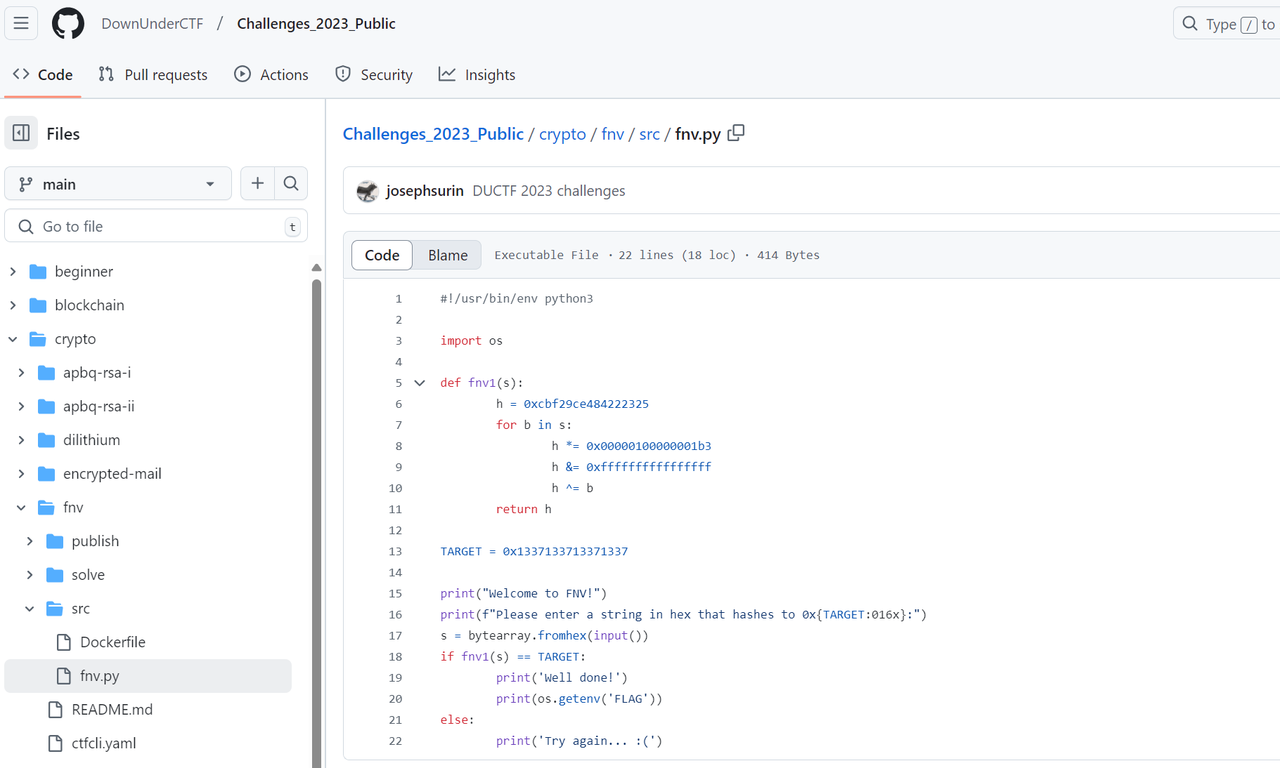 DownUnderCTF / Challenges_2023_Public
Type / to
Code Pull requests Actions Security Insights
Files
main
Go to file
t
beginner
blockchain
crypto
apbq-rsa-i
apbq-rsa-ii
dilithium
encrypted-mail
fnv
publish
solve
src
Dockerfile
fnv.py
README.md
ctfcli.yaml
Challenges_2023_Public / crypto / fnv / src / fnv.py
josephsurin DUCTF 2023 challenges
Code Blame Executable File · 22 lines (18 loc) · 414 Bytes
1 #!/usr/bin/env python3
2
3 import os
4
5 def fnv1(s):
6 h = 0xcbf29ce484222325
7 for b in s:
8 h *= 0x00000100000001b3
9 h &= 0xffffffffffffffff
10 h ^= b
11 return h
12
13 TARGET = 0x1337133713371337
14
15 print("Welcome to FNV!")
16 print(f"Please enter a string in hex that hashes to 0x{TARGET:016x}:")
17 s = bytearray.fromhex(input())
18 if fnv1(s) == TARGET:
19 print('Well done!')
20 print(os.getenv('FLAG'))
21 else:
22 print('Try again... :(')